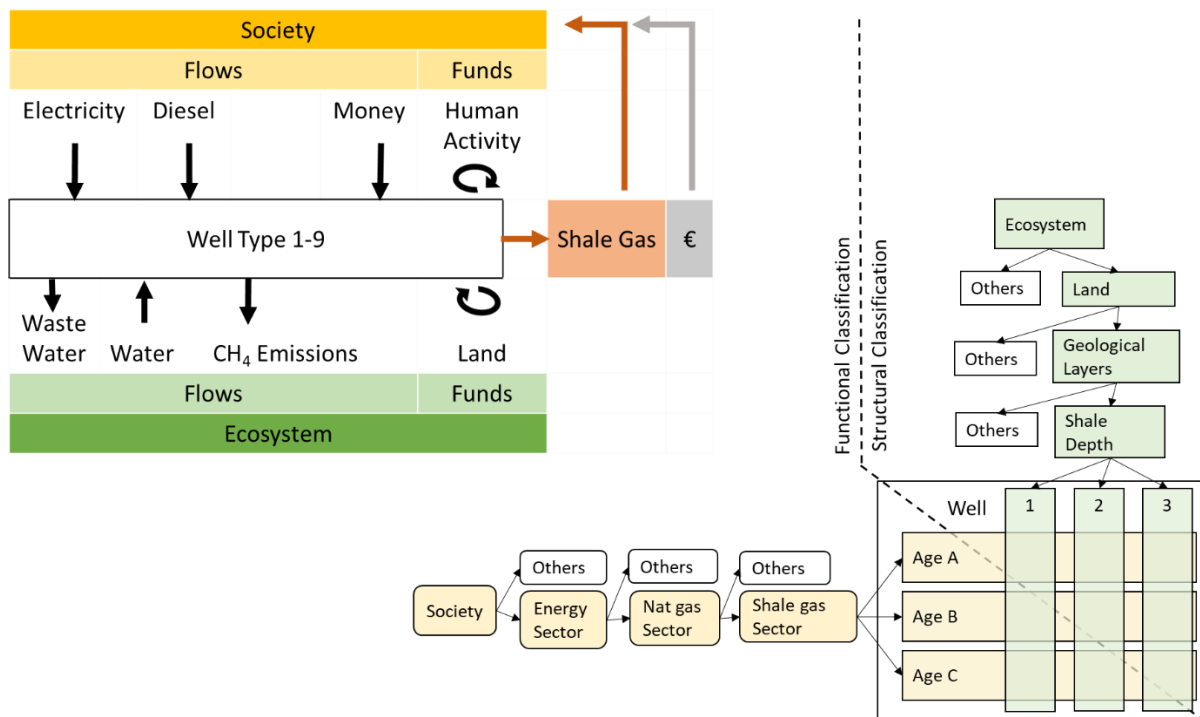 Society
Flows
Funds
Electricity
Diesel
Money
Human
Activity
Well Type 1-9
Shale Gas
€
Waste
Water
Water
CH₄ Emissions
Land
Flows
Funds
Ecosystem
Functional Classification
Structural Classification
Ecosystem
Others
Land
Others
Geological
Layers
Others
Shale
Depth
Well
1
2
3
Age A
Age B
Age C
Society
Others
Energy
Sector
Others
Nat gas
Sector
Others
Shale gas
Sector